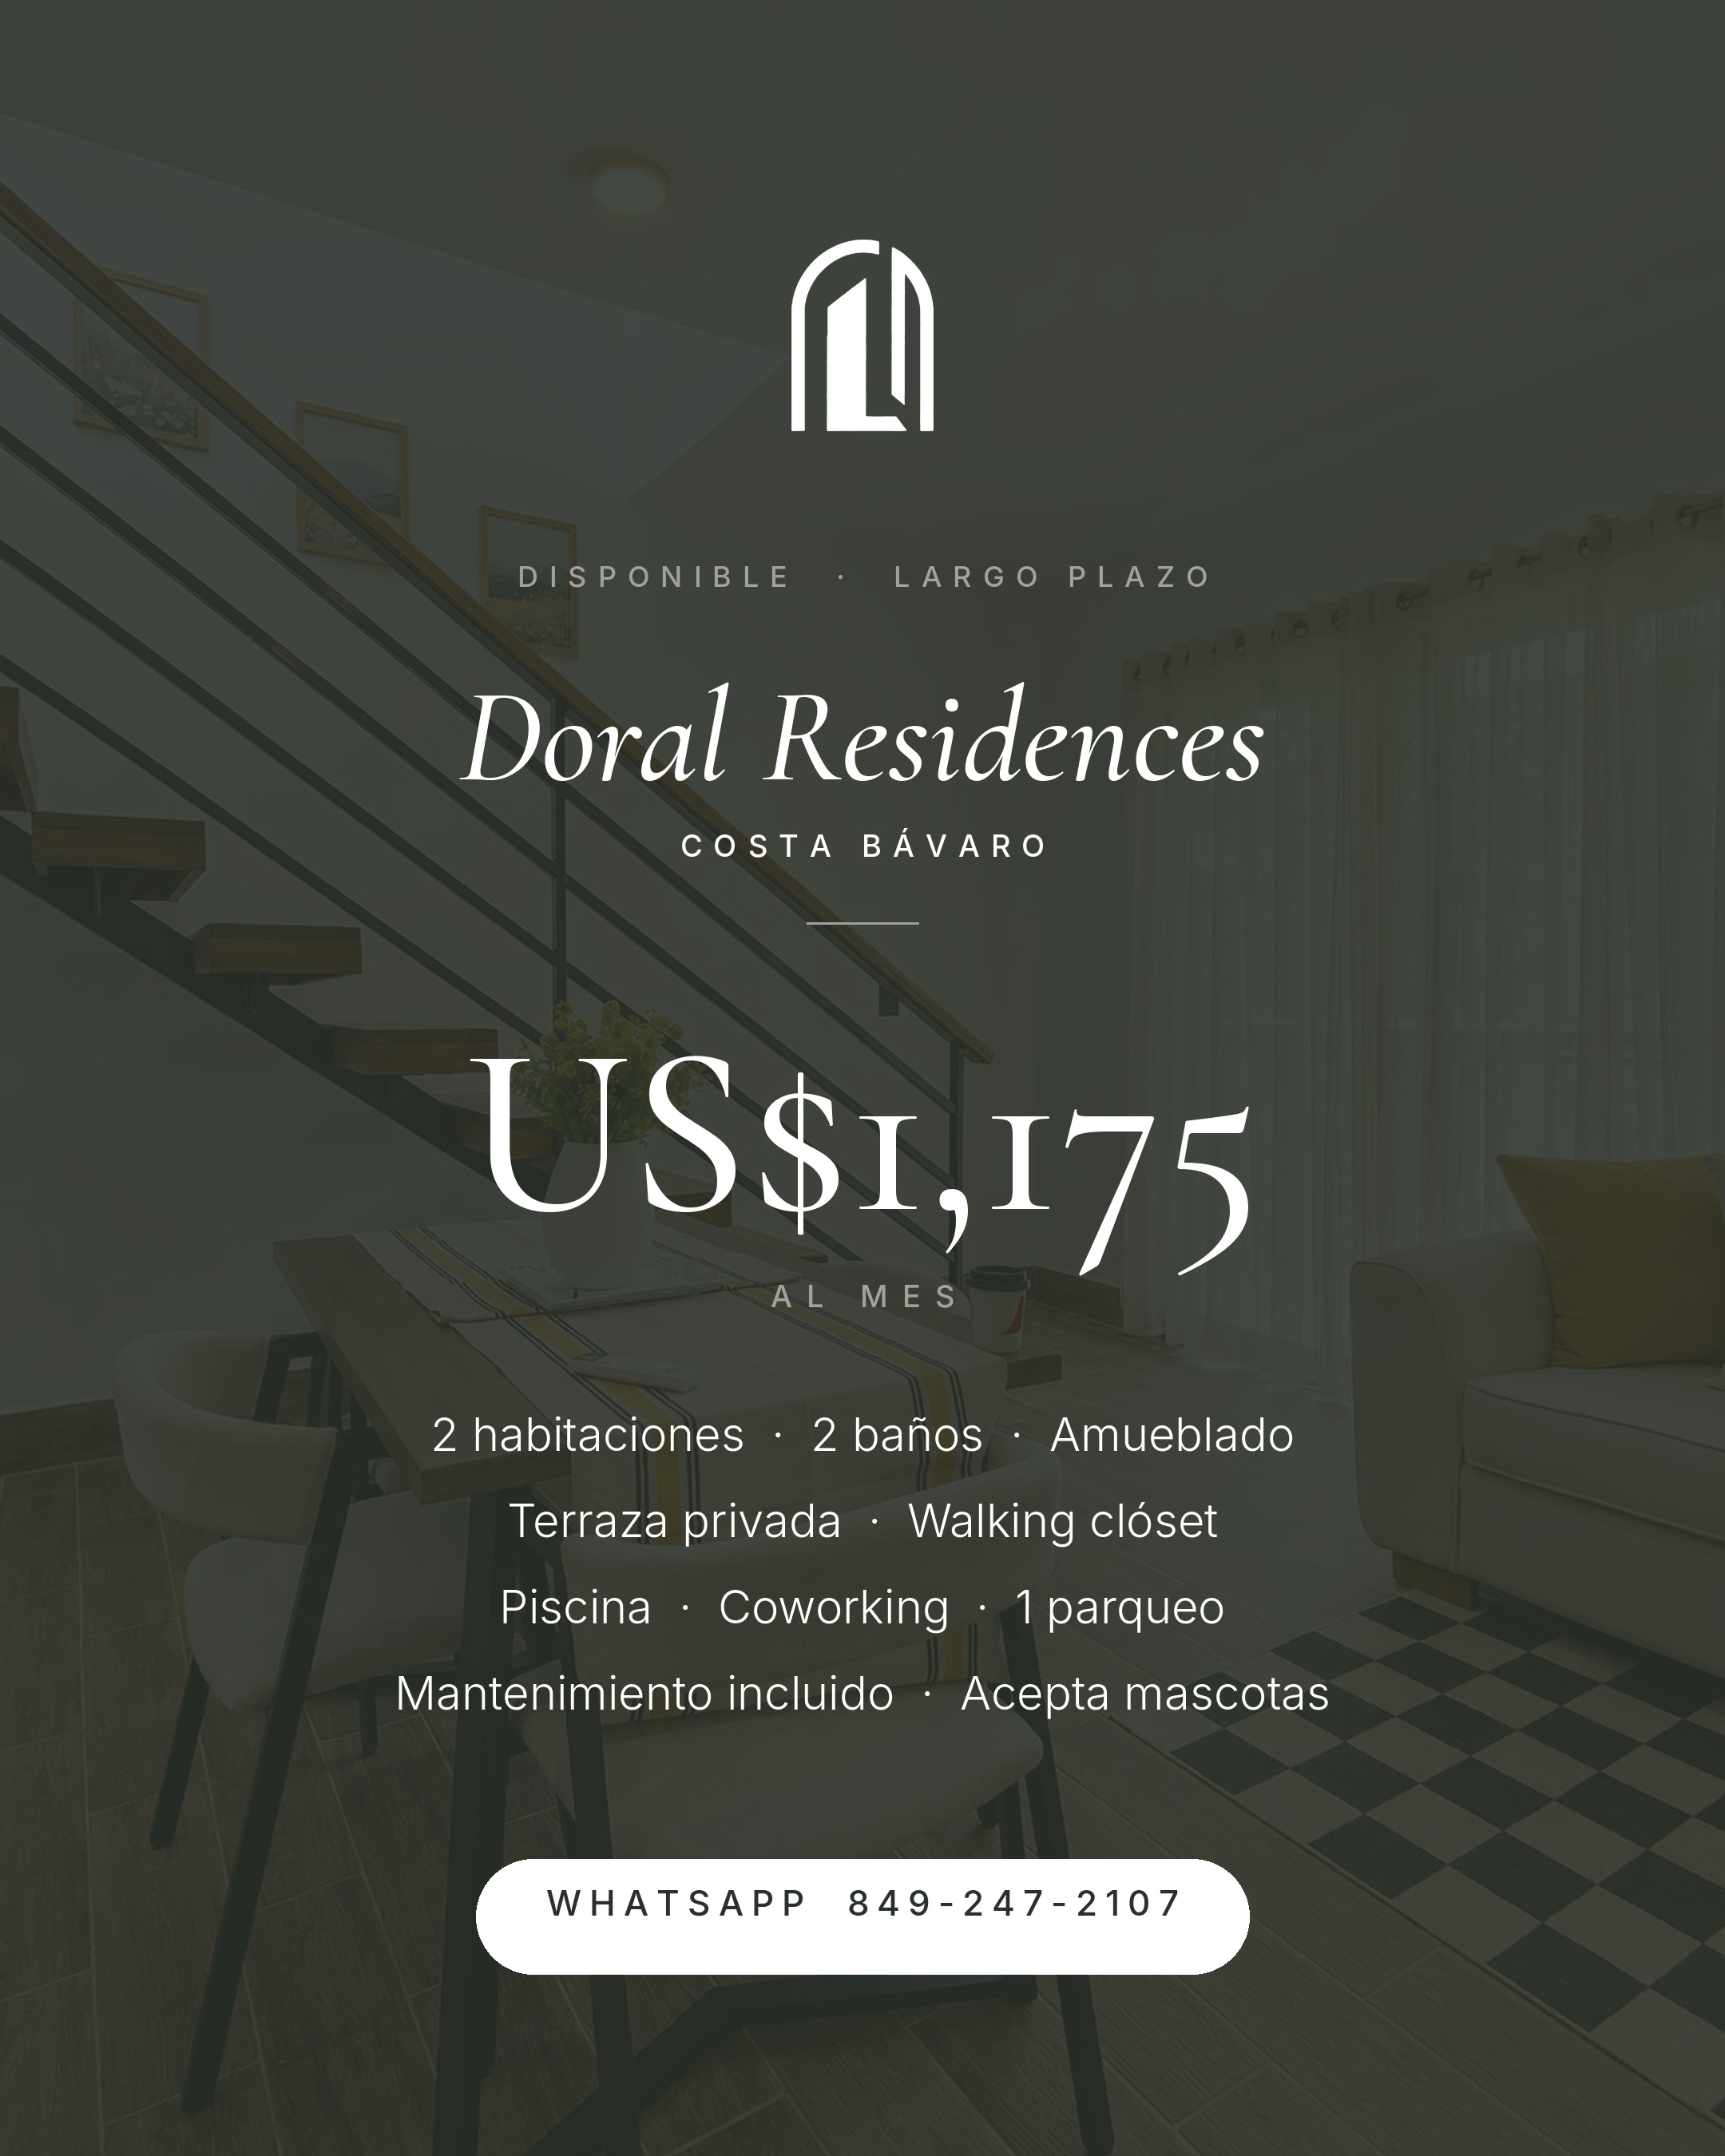 DISPONIBLE · LARGO PLAZO
Doral Residences
COSTA BÁVARO
US$1,175
AL MES
2 habitaciones · 2 baños · Amueblado
Terraza privada · Walking clóset
Piscina · Coworking · 1 parqueo
Mantenimiento incluido · Acepta mascotas
WHATSAPP 849-247-2107